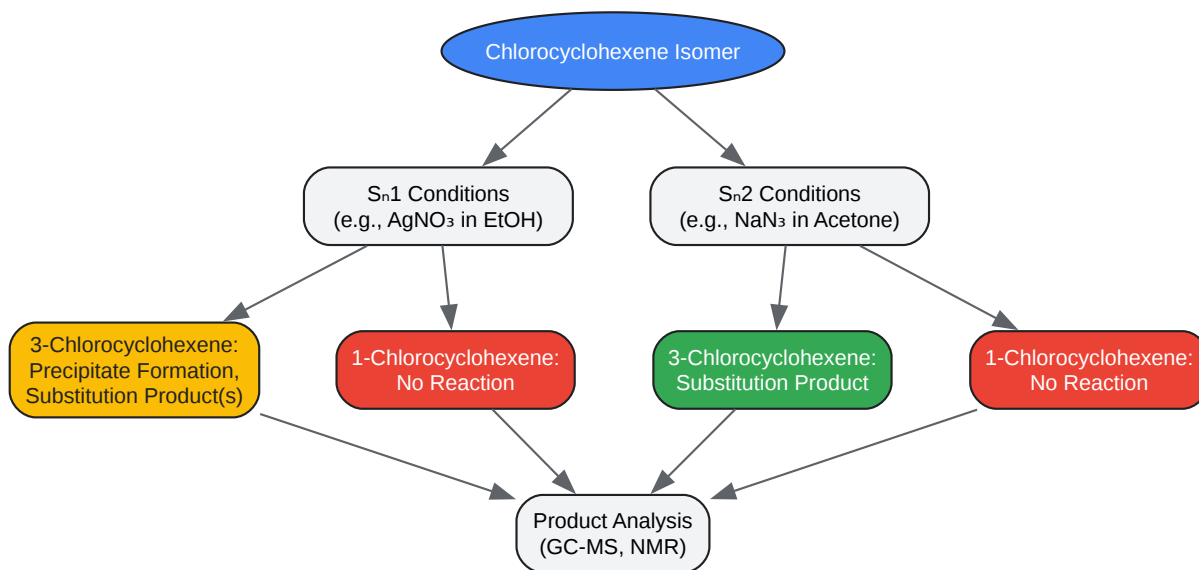 Chlorocyclohexene Isomer
Sₙ1 Conditions
(e.g., AgNO₃ in EtOH)
Sₙ2 Conditions
(e.g., NaN₃ in Acetone)
3-Chlorocyclohexene:
Precipitate Formation,
Substitution Product(s)
1-Chlorocyclohexene:
No Reaction
3-Chlorocyclohexene:
Substitution Product
1-Chlorocyclohexene:
No Reaction
Product Analysis
(GC-MS, NMR)